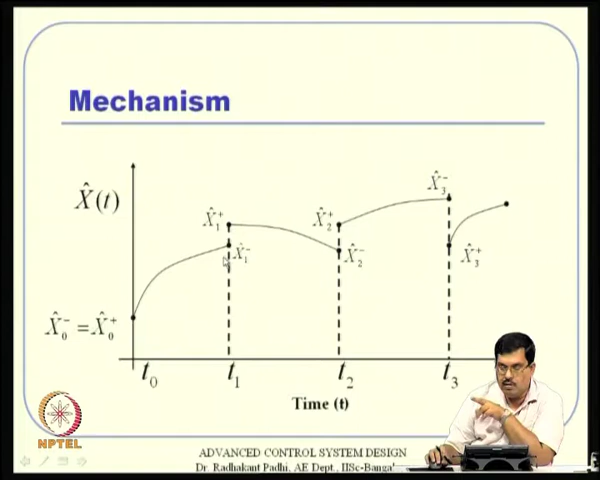 Mechanism
X̂(t)
X̂₁⁺
X̂₁⁻
X̂₂⁺
X̂₂⁻
X̂₃⁻
X̂₃⁺
X̂₀⁻ = X̂₀⁺
t₀
t₁
t₂
t₃
Time (t)
NPTEL
ADVANCED CONTROL SYSTEM DESIGN
Dr. Radhakant Padhi, AE Dept., IISc-Bangal